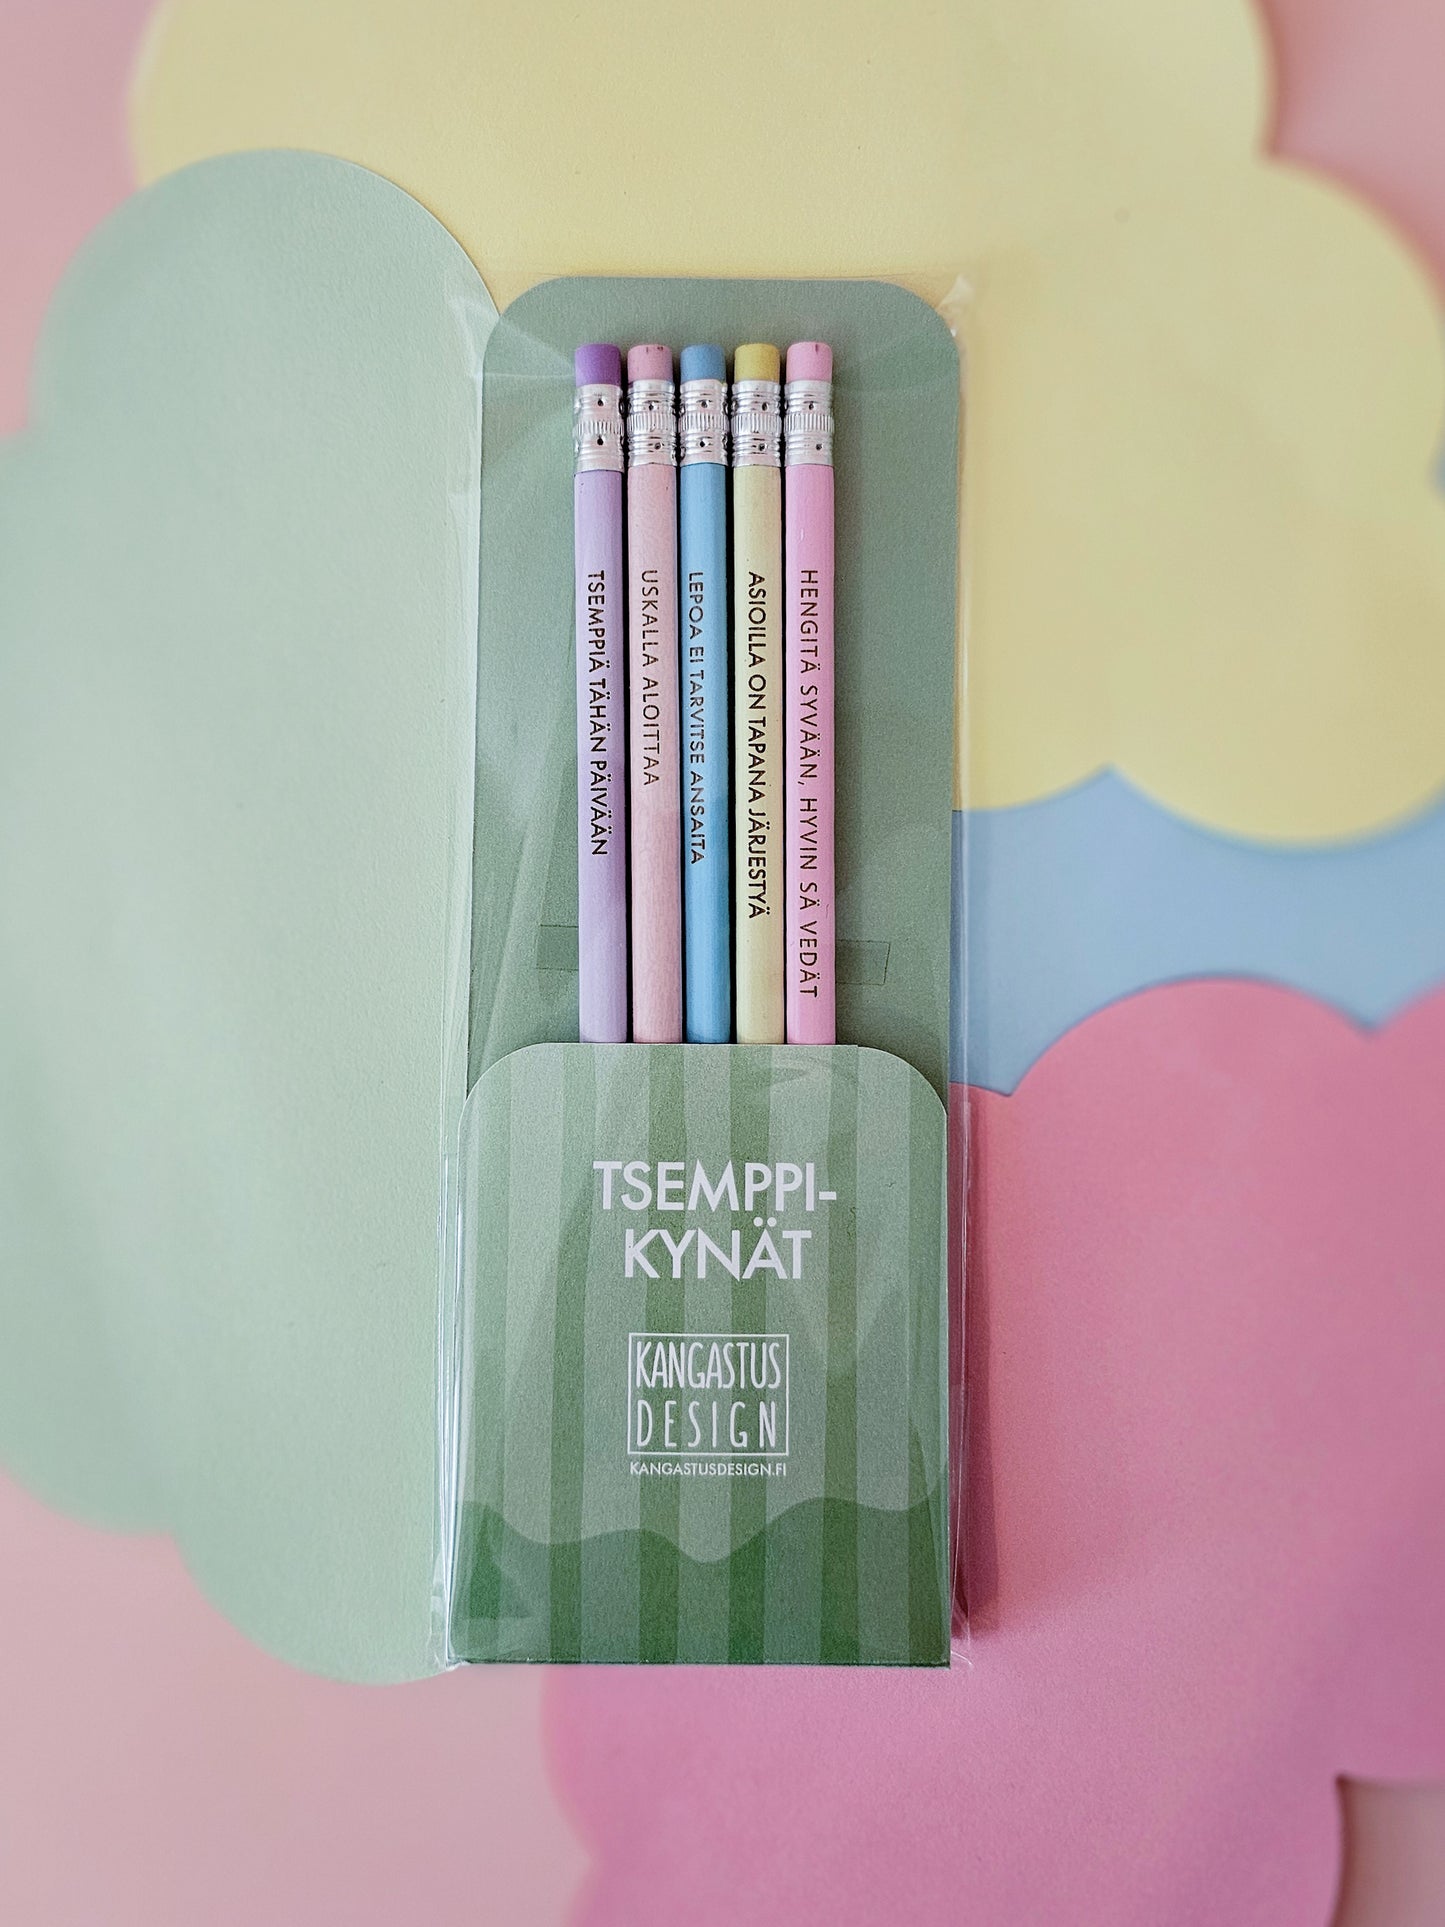 TSEMPPIÄ TÄHÄN PÄIVÄÄN
USKALLA ALOITTAA
LEPOA EI TARVITSE ANSAITA
ASIOILLA ON TAPANA JÄRJESTYÄ
HENGITÄ SYVÄÄN, HYVIN SÄ VEDÄT
TSEMPPI-
KYNÄT
KANGASTUS
DESIGN
KANGASTUSDESIGN.FI